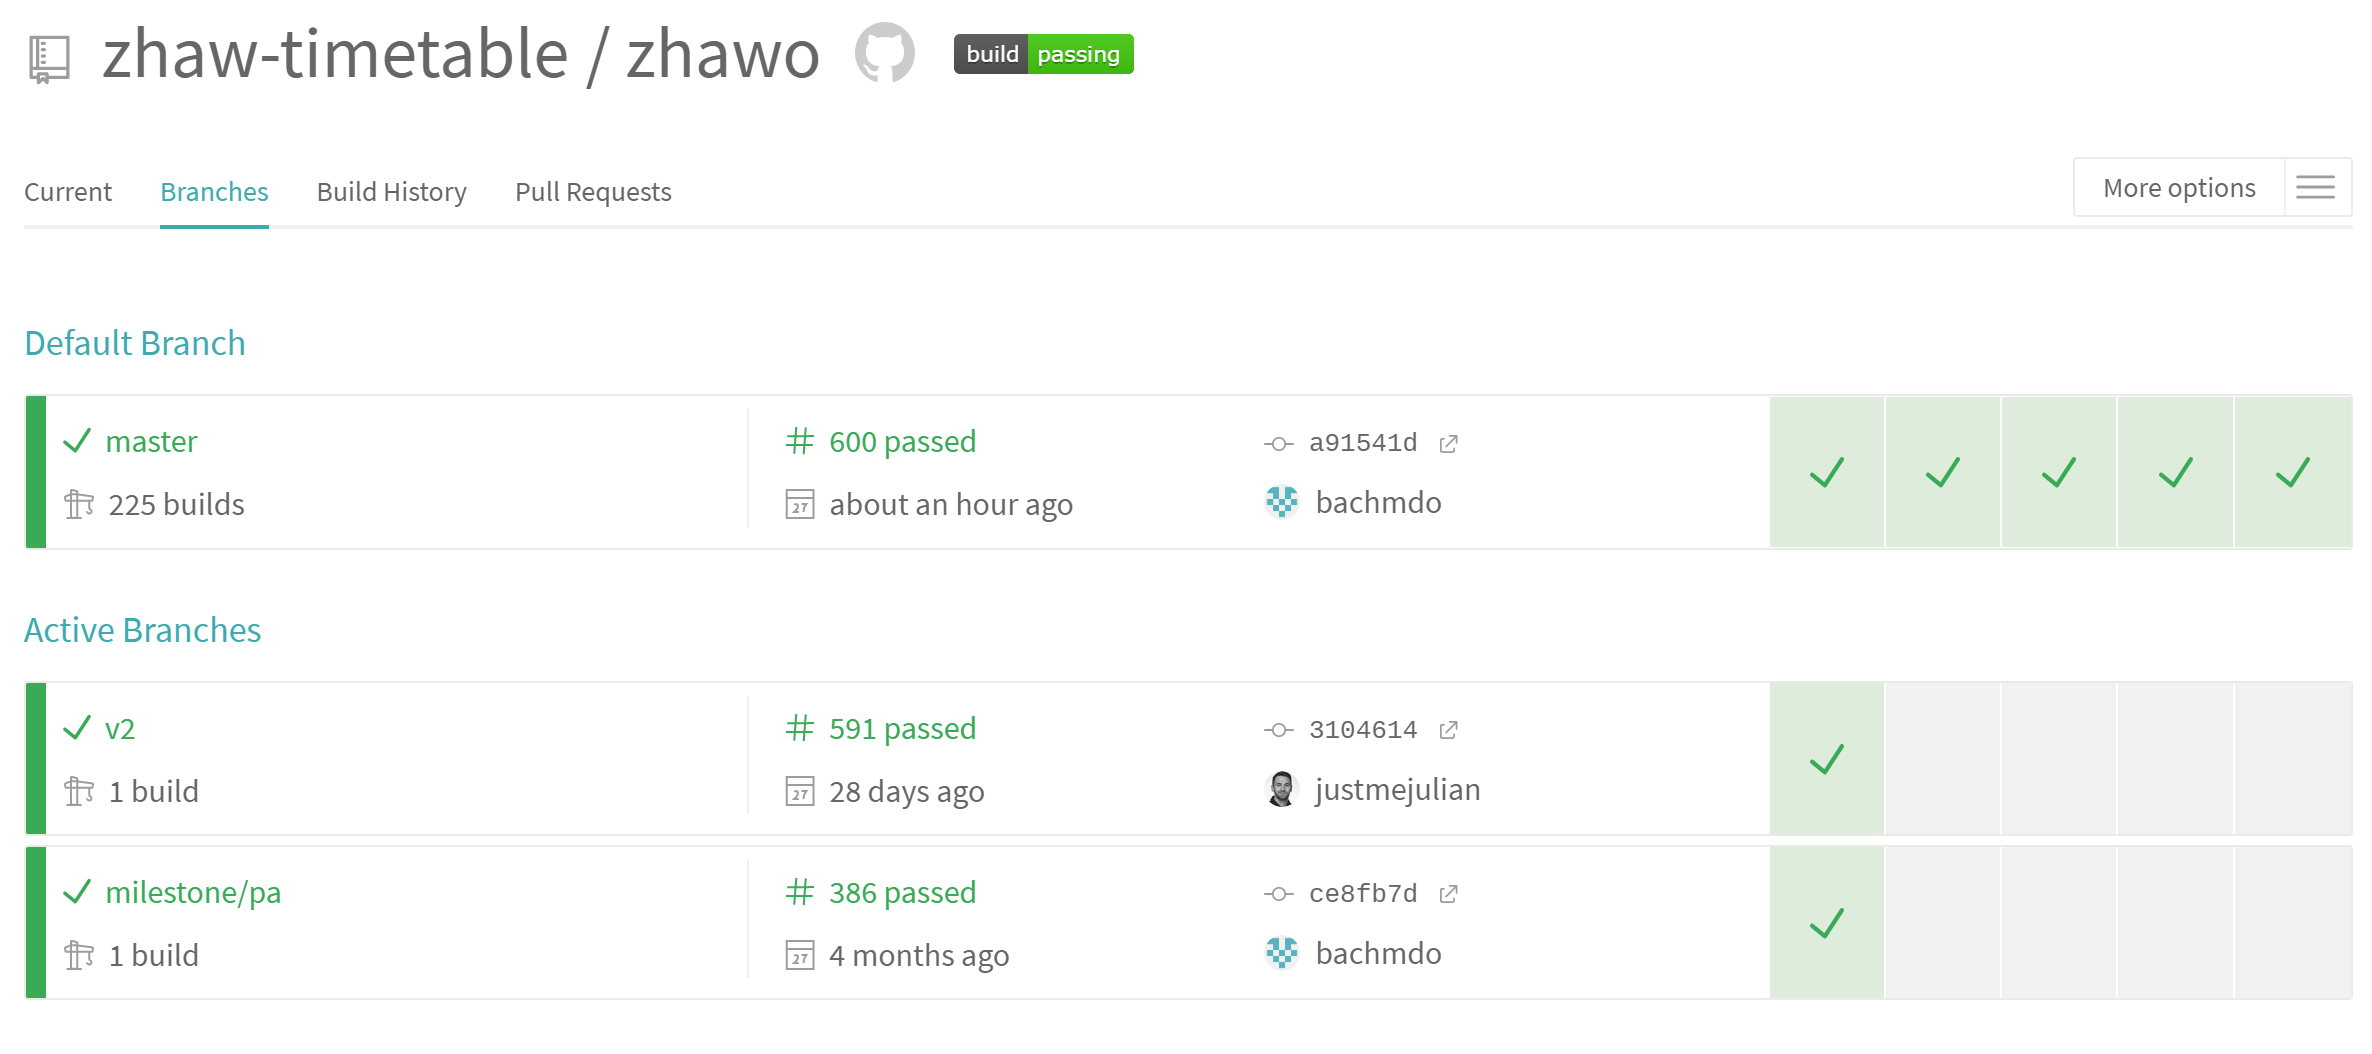 zhaw-timetable / zhawo
build passing
Current Branches Build History Pull Requests More options
Default Branch
master # 600 passed a91541d
225 builds 27 about an hour ago bachmdo
Active Branches
v2 # 591 passed 3104614
1 build 27 28 days ago justmejulian
milestone/pa # 386 passed ce8fb7d
1 build 27 4 months ago bachmdo